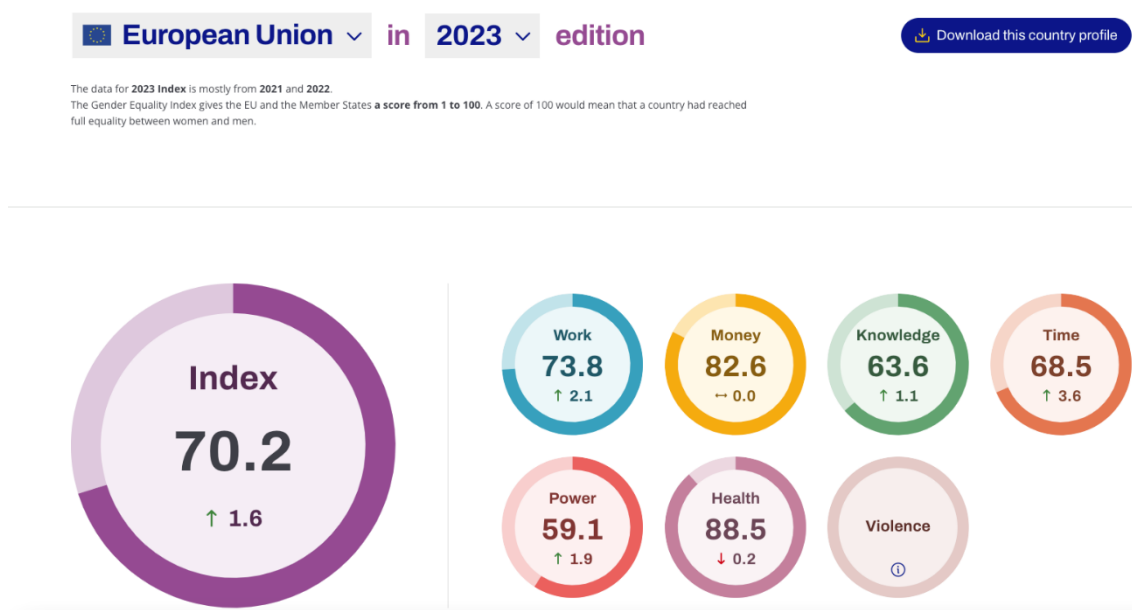 European Union in 2023 edition
Download this country profile
The data for 2023 Index is mostly from 2021 and 2022.
The Gender Equality Index gives the EU and the Member States a score from 1 to 100. A score of 100 would mean that a country had reached
full equality between women and men.
Index
70.2
↑ 1.6
Work
73.8
↑ 2.1
Money
82.6
↔ 0.0
Knowledge
63.6
↑ 1.1
Time
68.5
↑ 3.6
Power
59.1
↑ 1.9
Health
88.5
↓ 0.2
Violence